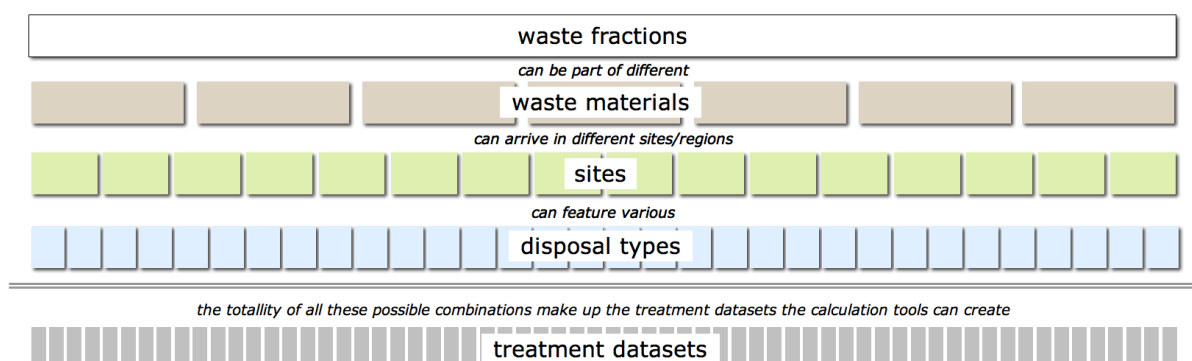 waste fractions
can be part of different
waste materials
can arrive in different sites/regions
sites
can feature various
disposal types
the totallity of all these possible combinations make up the treatment datasets the calculation tools can create
treatment datasets